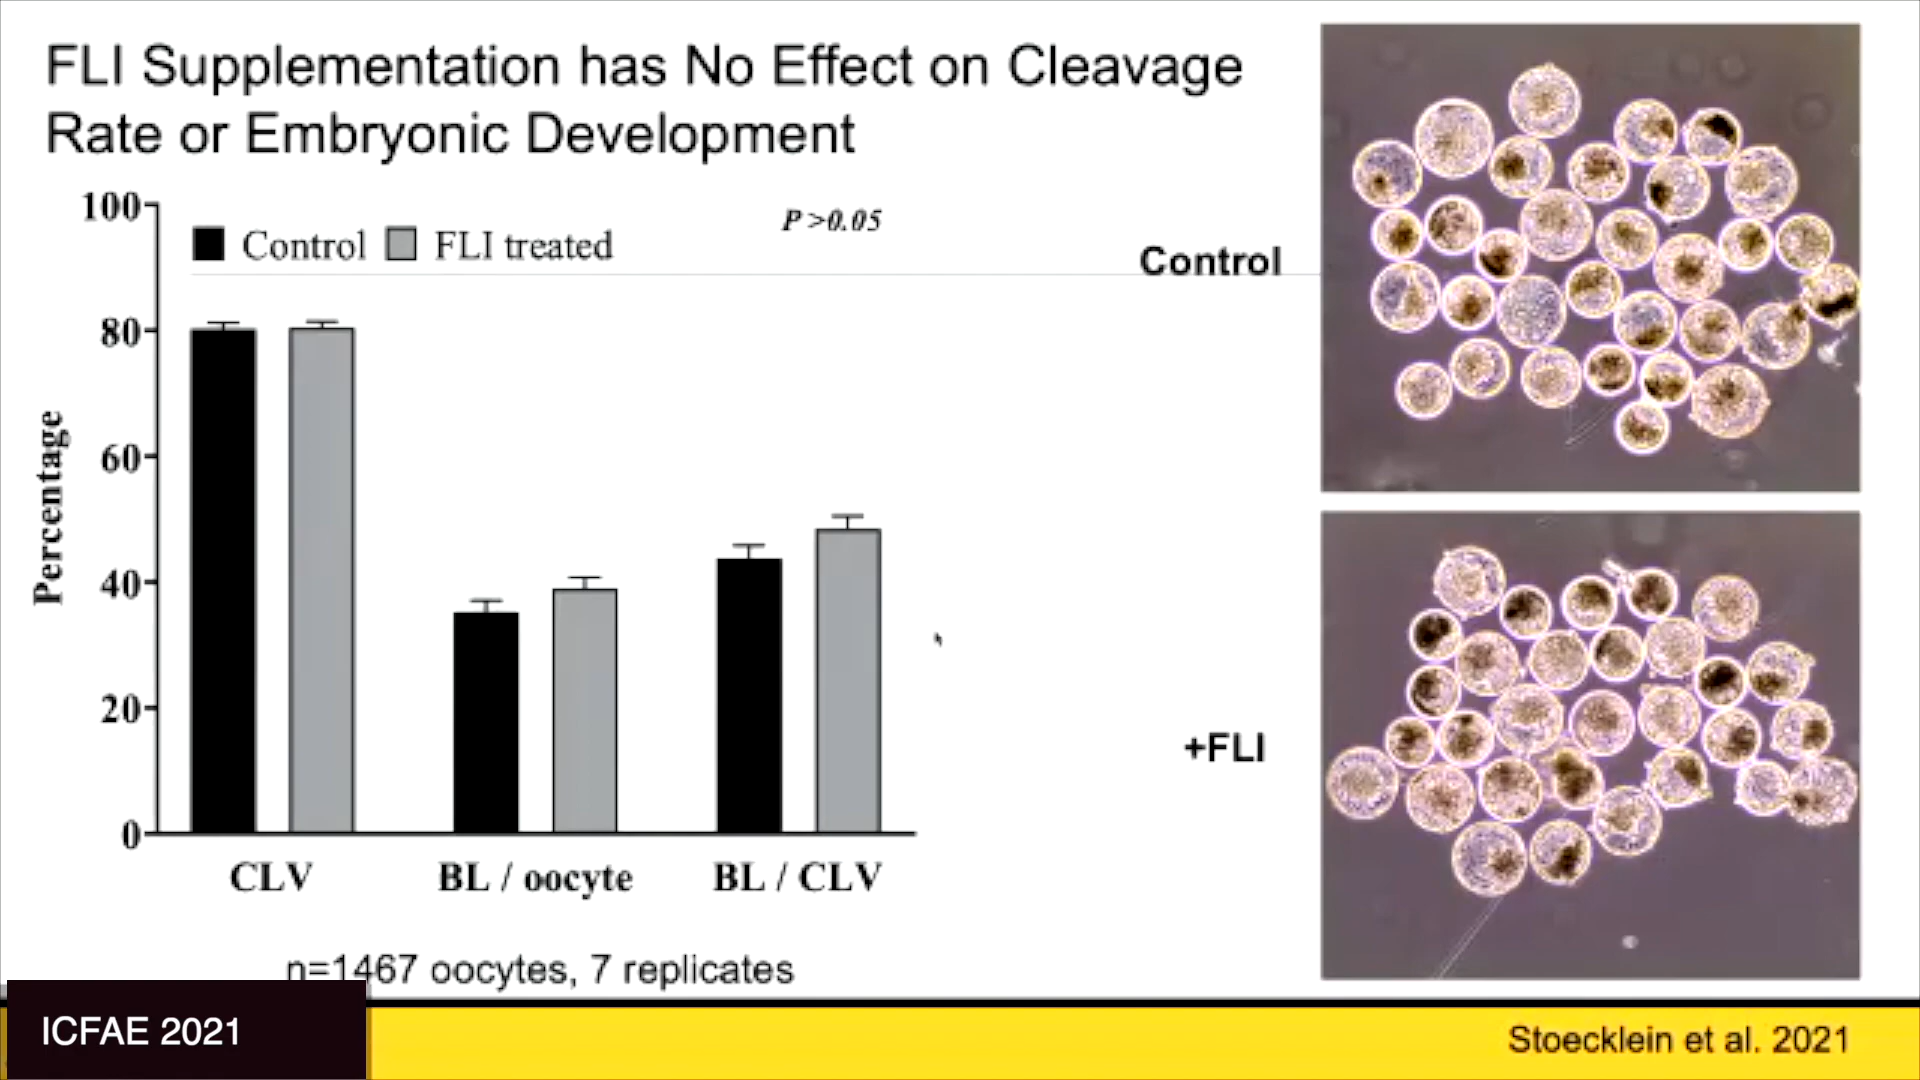 FLI Supplementation has No Effect on Cleavage
Rate or Embryonic Development
100
80
60
40
20
0
Percentage
Control FLI treated
P >0.05
CLV BL / oocyte BL / CLV
n=1467 oocytes, 7 replicates
Control
+FLI
ICFAE 2021
Stoecklein et al. 2021